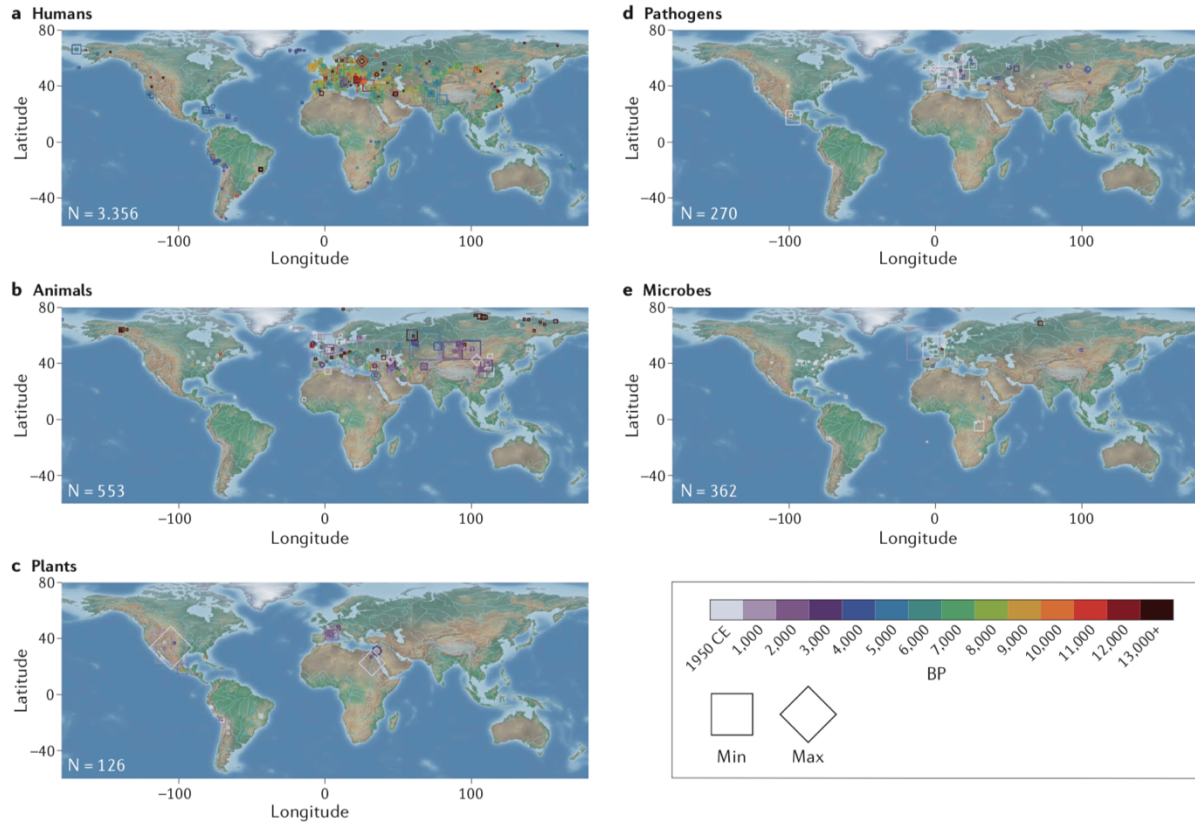 a Humans
80
40
0
−40
Latitude
N = 3.356
−100 0 100
Longitude
b Animals
80
40
0
−40
Latitude
N = 553
−100 0 100
Longitude
c Plants
80
40
0
−40
Latitude
N = 126
−100 0 100
Longitude
d Pathogens
80
40
0
−40
Latitude
N = 270
−100 0 100
Longitude
e Microbes
80
40
0
−40
Latitude
N = 362
−100 0 100
Longitude
1950 CE 1,000 2,000 3,000 4,000 5,000 6,000 7,000 8,000 9,000 10,000 11,000 12,000 13,000+
BP
Min Max